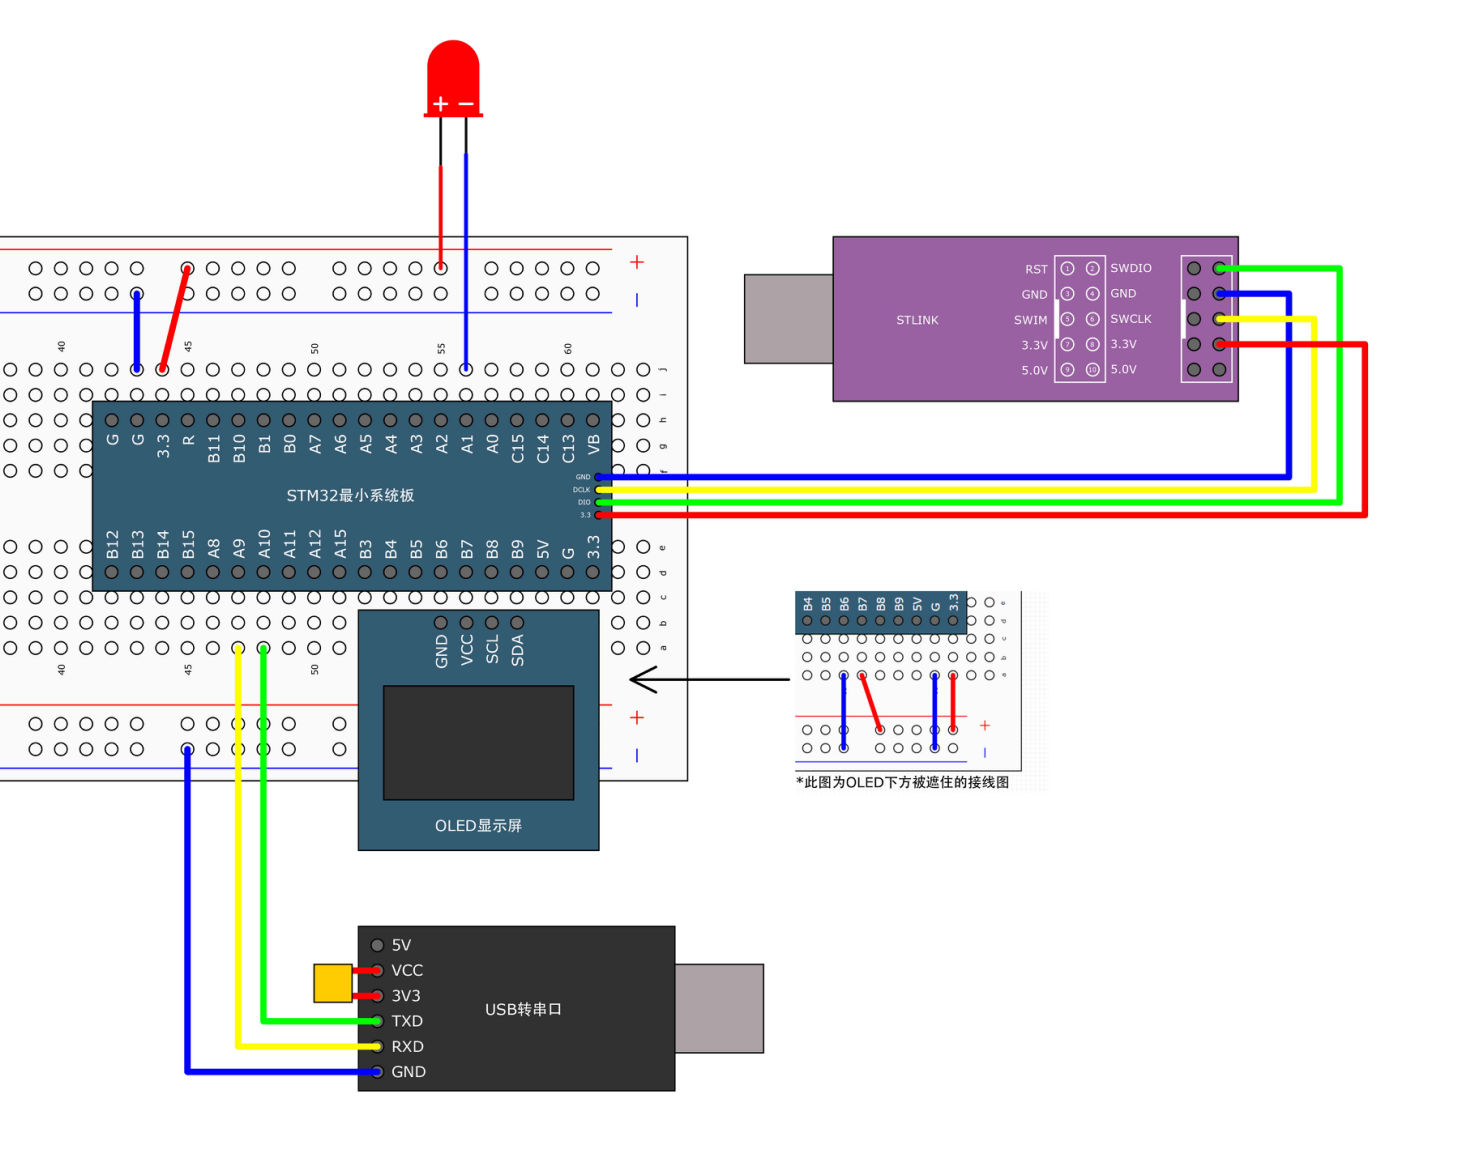 + −
+
−
40 45 50 55 60
j
i
h
g
f
G G 3.3 R B11 B10 B1 B0 A7 A6 A5 A4 A3 A2 A1 A0 C15 C14 C13 VB
STM32最小系统板
GND
DCLK
DIO
3.3
B12 B13 B14 B15 A8 A9 A10 A11 A12 A15 B3 B4 B5 B6 B7 B8 B9 5V G 3.3
e
d
c
b
a
40 45 50
+
−
GND VCC SCL SDA
OLED显示屏
STLINK
RST 1 2 SWDIO
GND 3 4 GND
SWIM 5 6 SWCLK
3.3V 7 8 3.3V
5.0V 9 10 5.0V
B4 B5 B6 B7 B8 B9 5V G 3.3
e
d
c
b
a
+
−
*此图为OLED下方被遮住的接线图
5V
VCC
3V3
TXD
RXD
GND
USB转串口